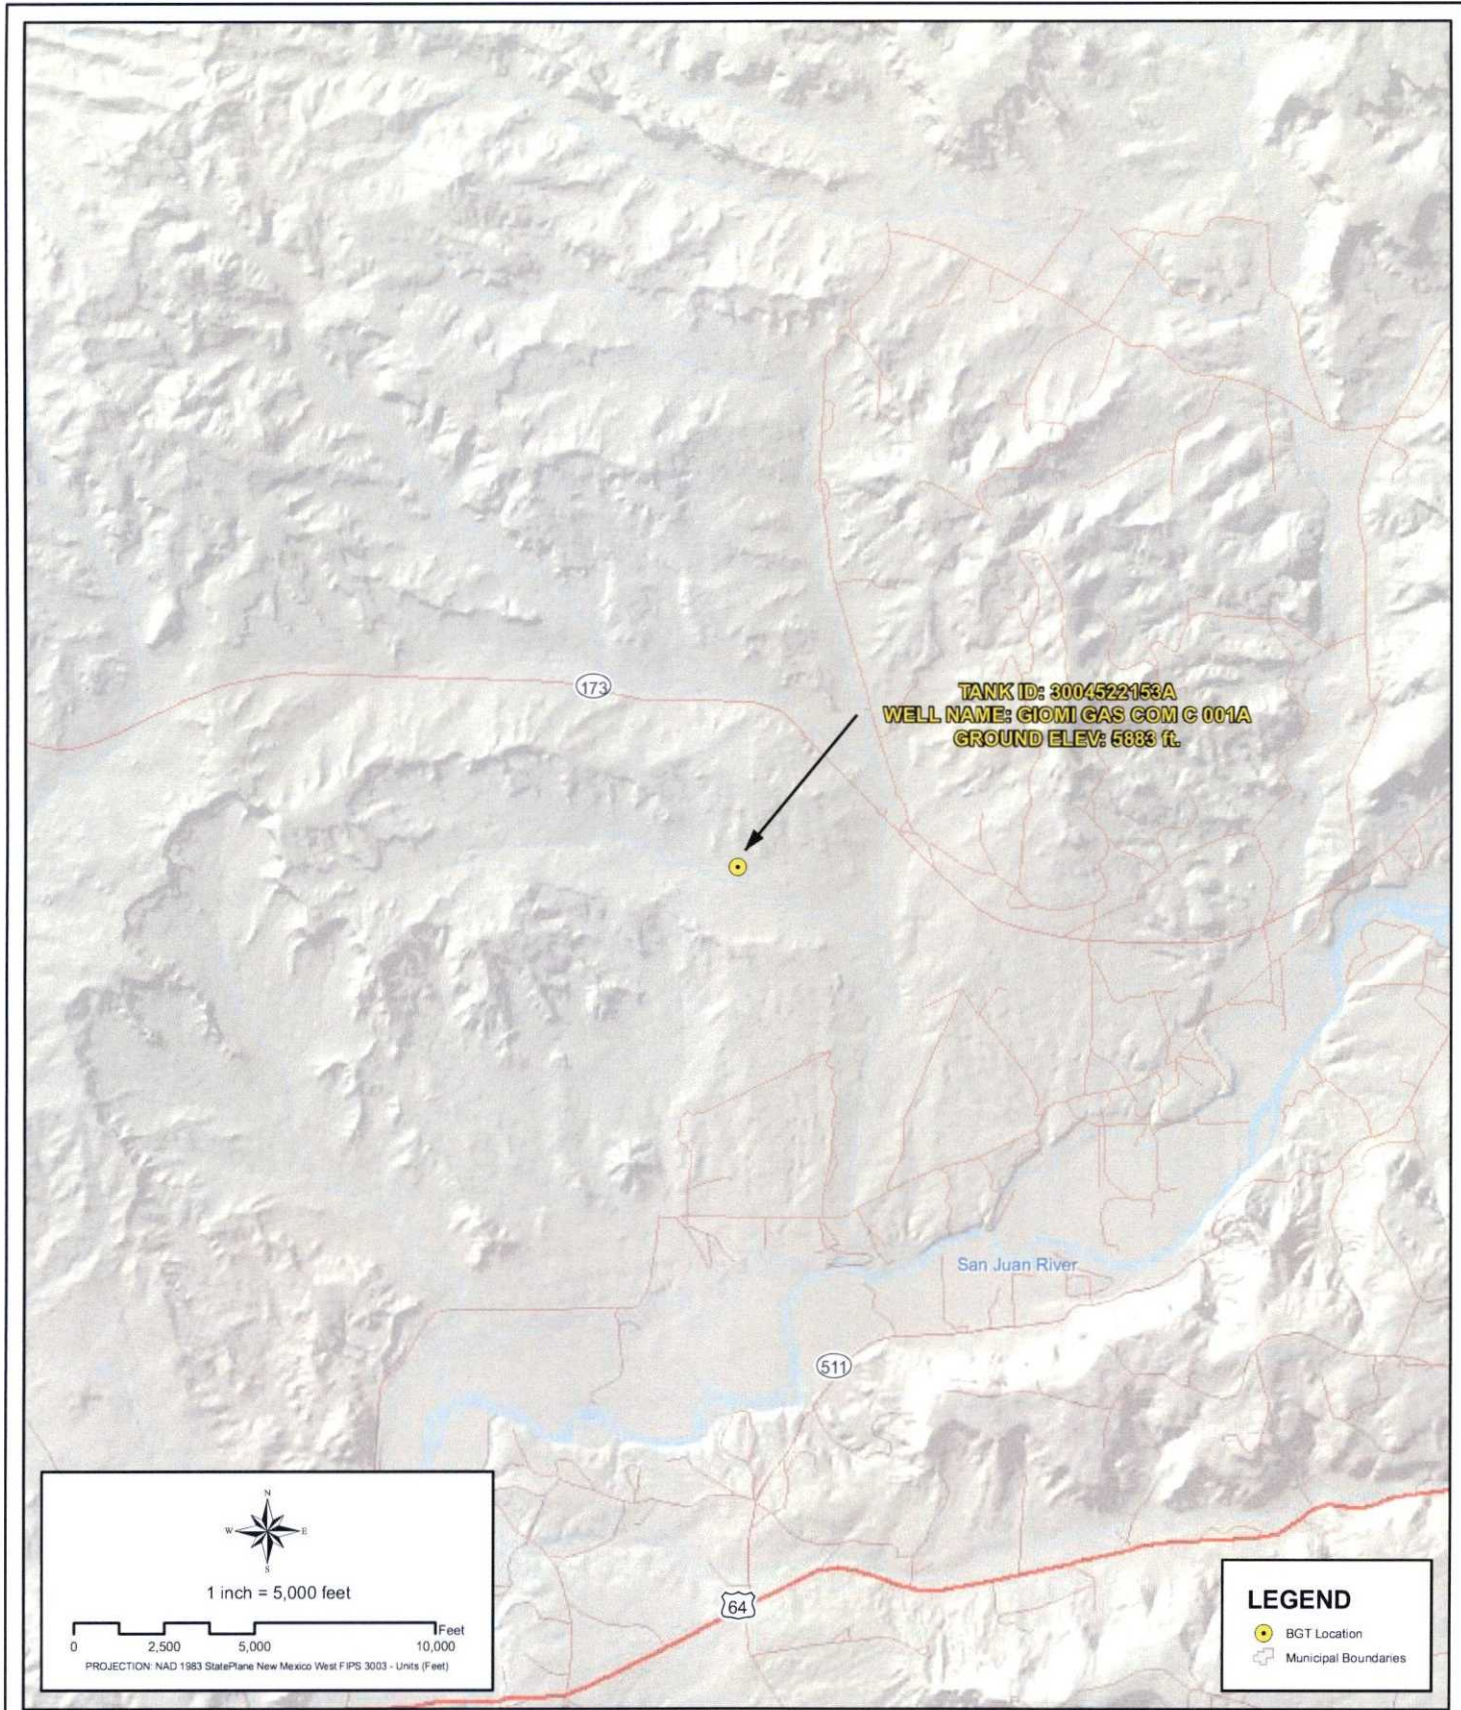 173
TANK ID: 3004522153A
WELL NAME: GIOMI GAS COM C 001A
GROUND ELEV: 5883 ft.
San Juan River
511
64
N
W E
S
1 inch = 5,000 feet
Feet
0 2,500 5,000 10,000
PROJECTION: NAD 1983 StatePlane New Mexico West FIPS 3003 - Units (Feet)
LEGEND
BGT Location
Municipal Boundaries